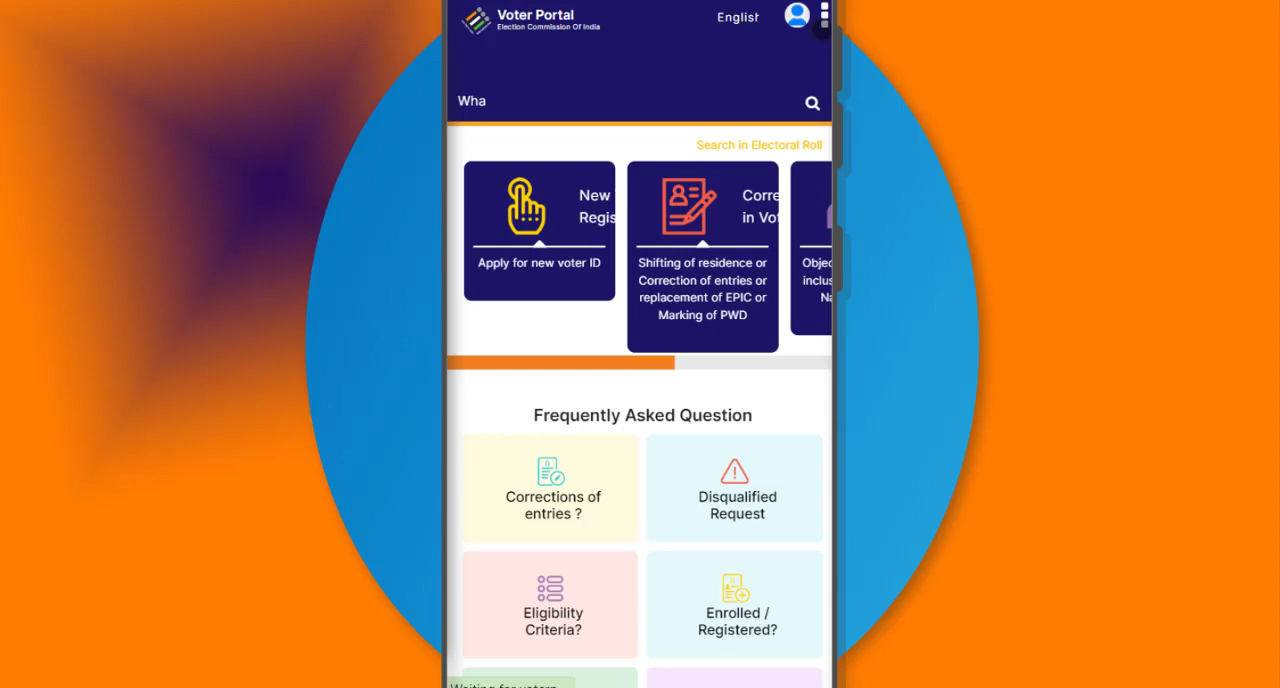 Voter Portal
Election Commission Of India
English
Wha
Search in Electoral Roll
New
Regis
Apply for new voter ID
Corre
in Vot
Shifting of residence or
Correction of entries or
replacement of EPIC or
Marking of PWD
Objec
inclus
Na
Frequently Asked Question
Corrections of
entries ?
Disqualified
Request
Eligibility
Criteria?
Enrolled /
Registered?
Waiting for voterp